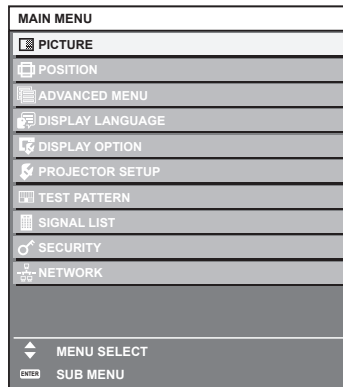 MAIN MENU
PICTURE
POSITION
ADVANCED MENU
DISPLAY LANGUAGE
DISPLAY OPTION
PROJECTOR SETUP
TEST PATTERN
SIGNAL LIST
SECURITY
NETWORK
MENU SELECT
ENTER SUB MENU